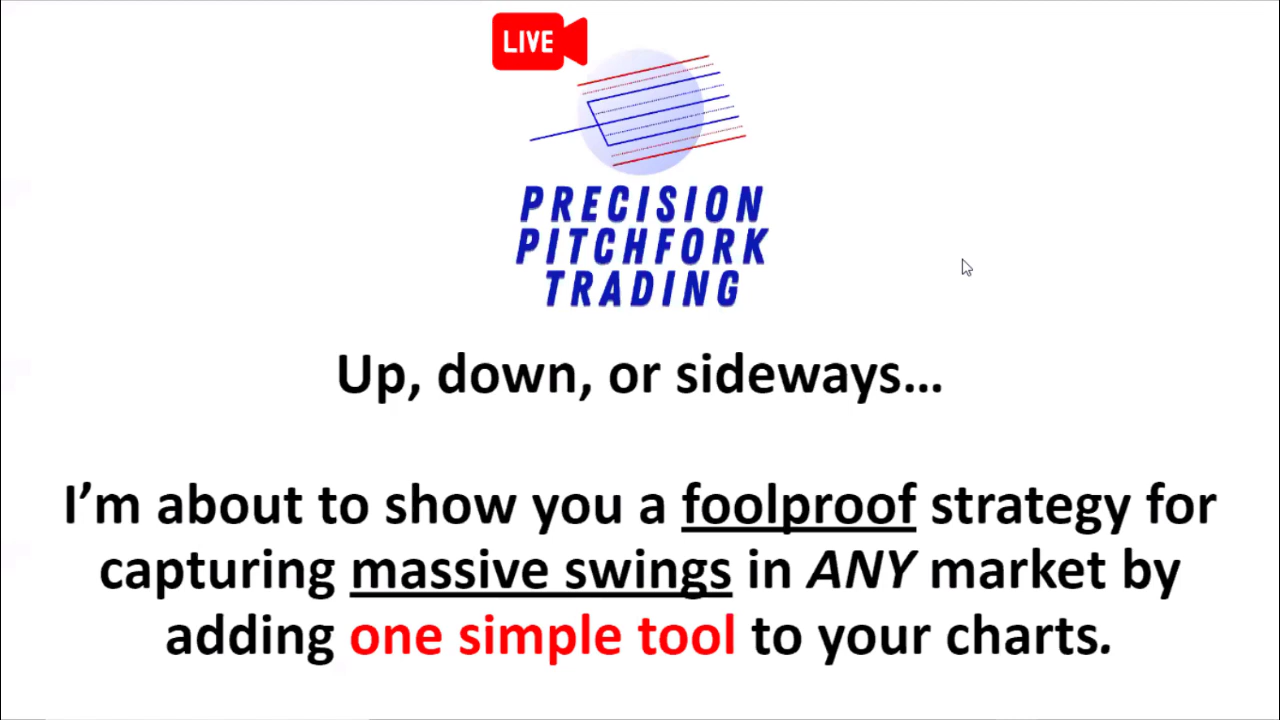 LIVE
PRECISION
PITCHFORK
TRADING
Up, down, or sideways...
I'm about to show you a foolproof strategy for
capturing massive swings in ANY market by
adding one simple tool to your charts.